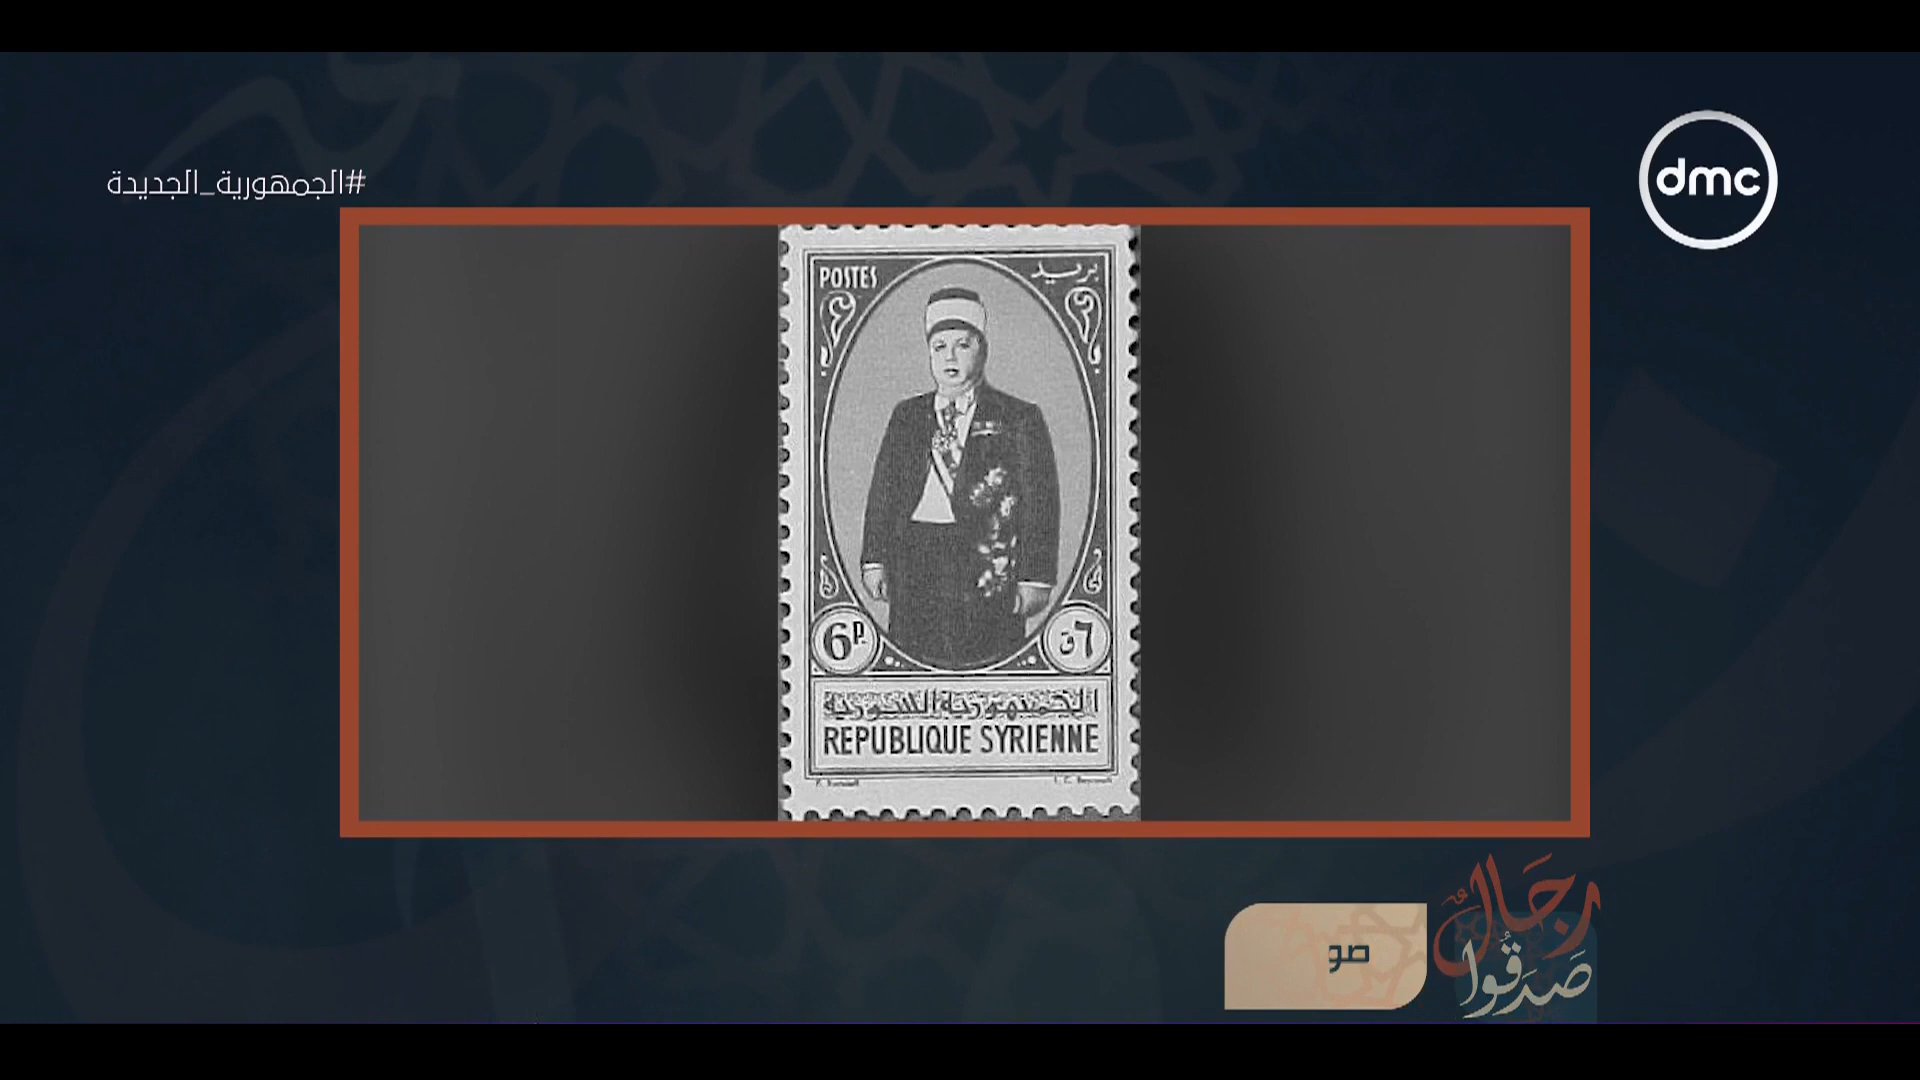 #الجمهورية_الجديدة
dmc
POSTES
بريد
6P.
٦ق
الجمهورية السورية
REPUBLIQUE SYRIENNE
رجال
صدقوا
صو